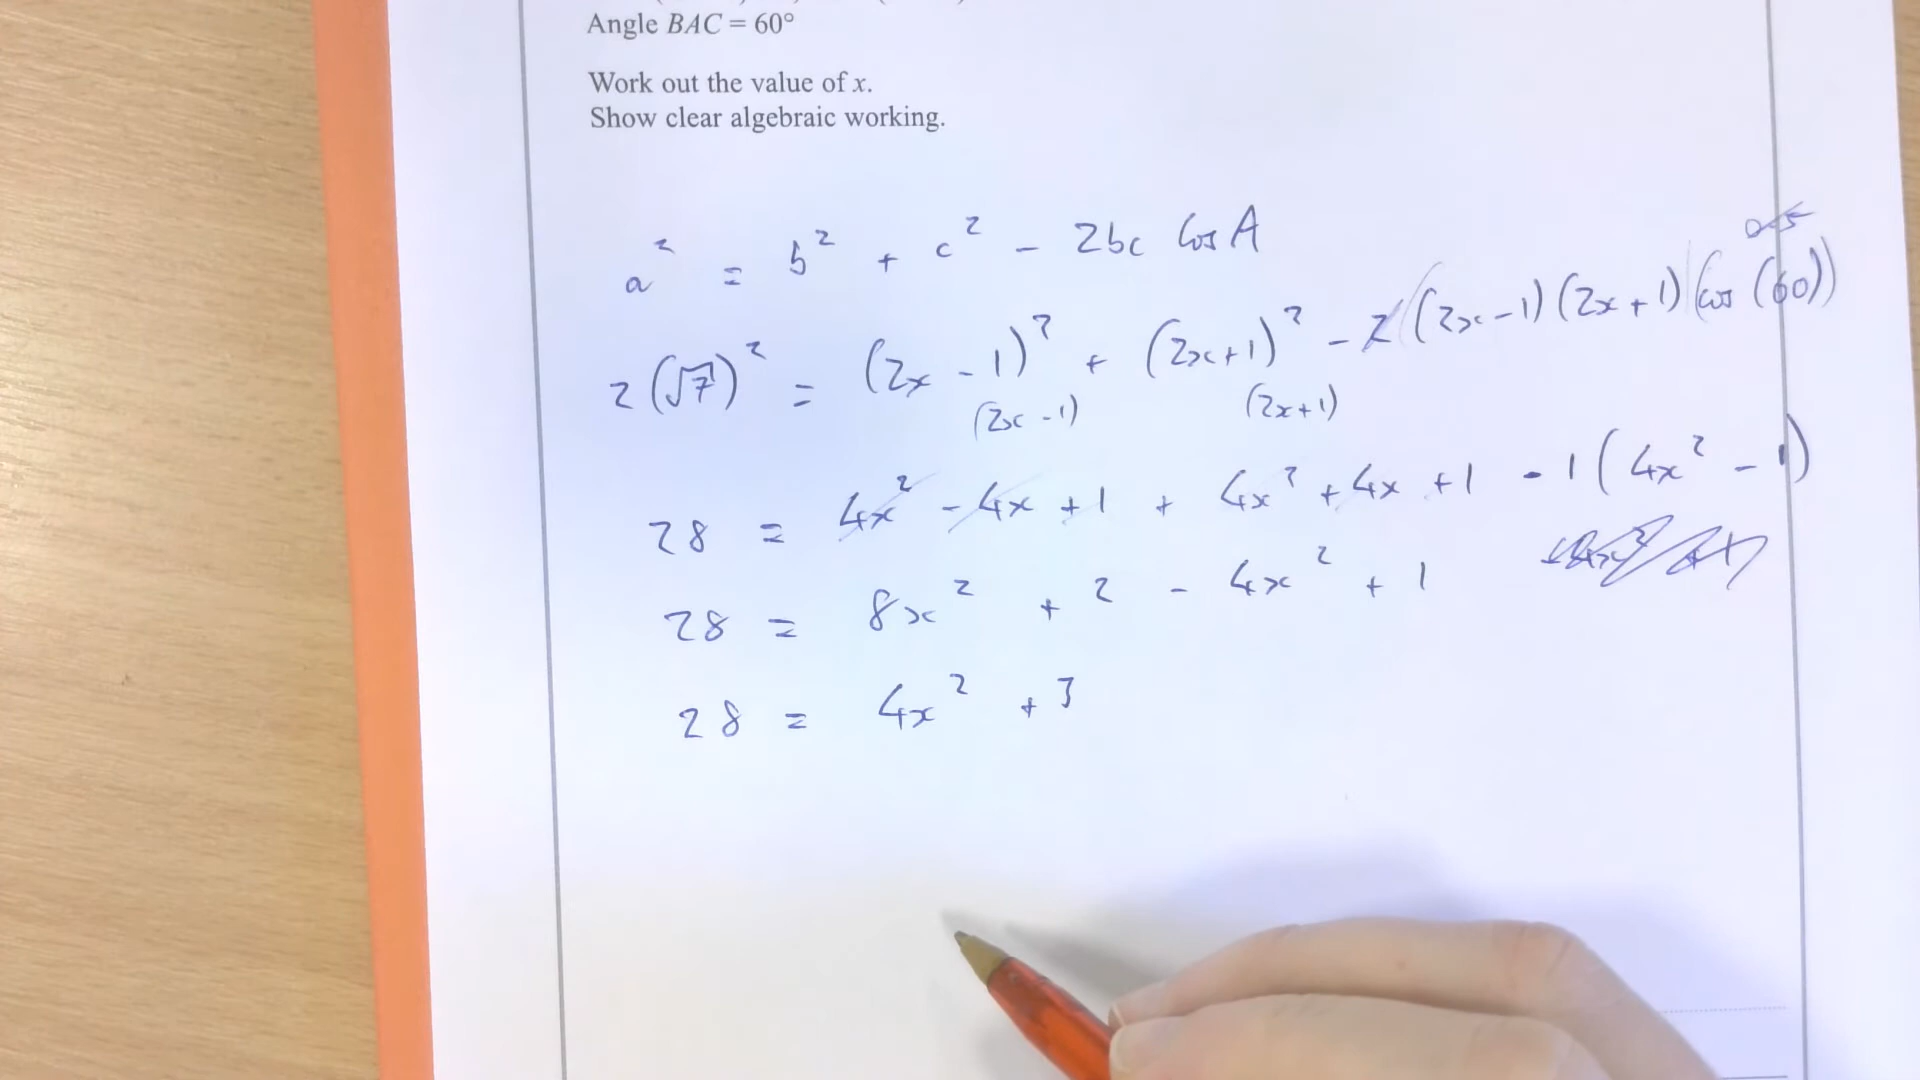 Angle BAC = 60°
Work out the value of x.
Show clear algebraic working.
a² = b² + c² - 2bc Cos A
0.5
2(√7)² = (2x - 1)² + (2x+1)² - 2((2x-1)(2x+1)(cos(60))
(2x-1) (2x+1)
28 = 4x² - 4x + 1 + 4x² + 4x + 1 - 1(4x² - 1)
28 = 8x² + 2 - 4x² + 1
28 = 4x² + 3